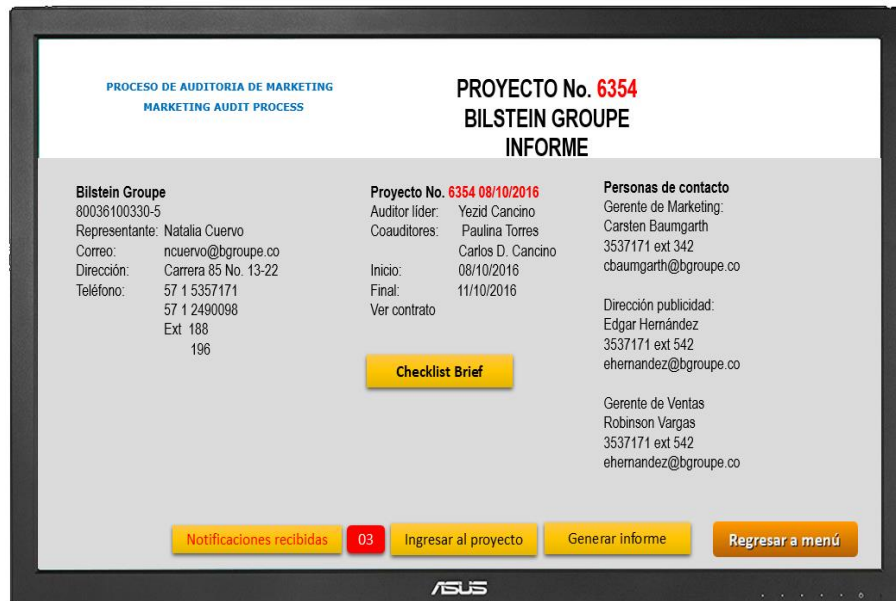 PROCESO DE AUDITORIA DE MARKETING
MARKETING AUDIT PROCESS
PROYECTO No. 6354
BILSTEIN GROUPE
INFORME
Bilstein Groupe
80036100330-5
Representante: Natalia Cuervo
Correo: ncuervo@bgroupe.co
Dirección: Carrera 85 No. 13-22
Teléfono: 57 1 5357171
57 1 2490098
Ext 188
196
Proyecto No. 6354 08/10/2016
Auditor líder: Yezid Cancino
Coauditores: Paulina Torres
Carlos D. Cancino
Inicio: 08/10/2016
Final: 11/10/2016
Ver contrato
Checklist Brief
Personas de contacto
Gerente de Marketing:
Carsten Baumgarth
3537171 ext 342
cbaumgarth@bgroupe.co
Dirección publicidad:
Edgar Hernández
3537171 ext 542
ehernandez@bgroupe.co
Gerente de Ventas
Robinson Vargas
3537171 ext 542
ehernandez@bgroupe.co
Notificaciones recibidas 03 Ingresar al proyecto Generar informe Regresar a menú
ASUS